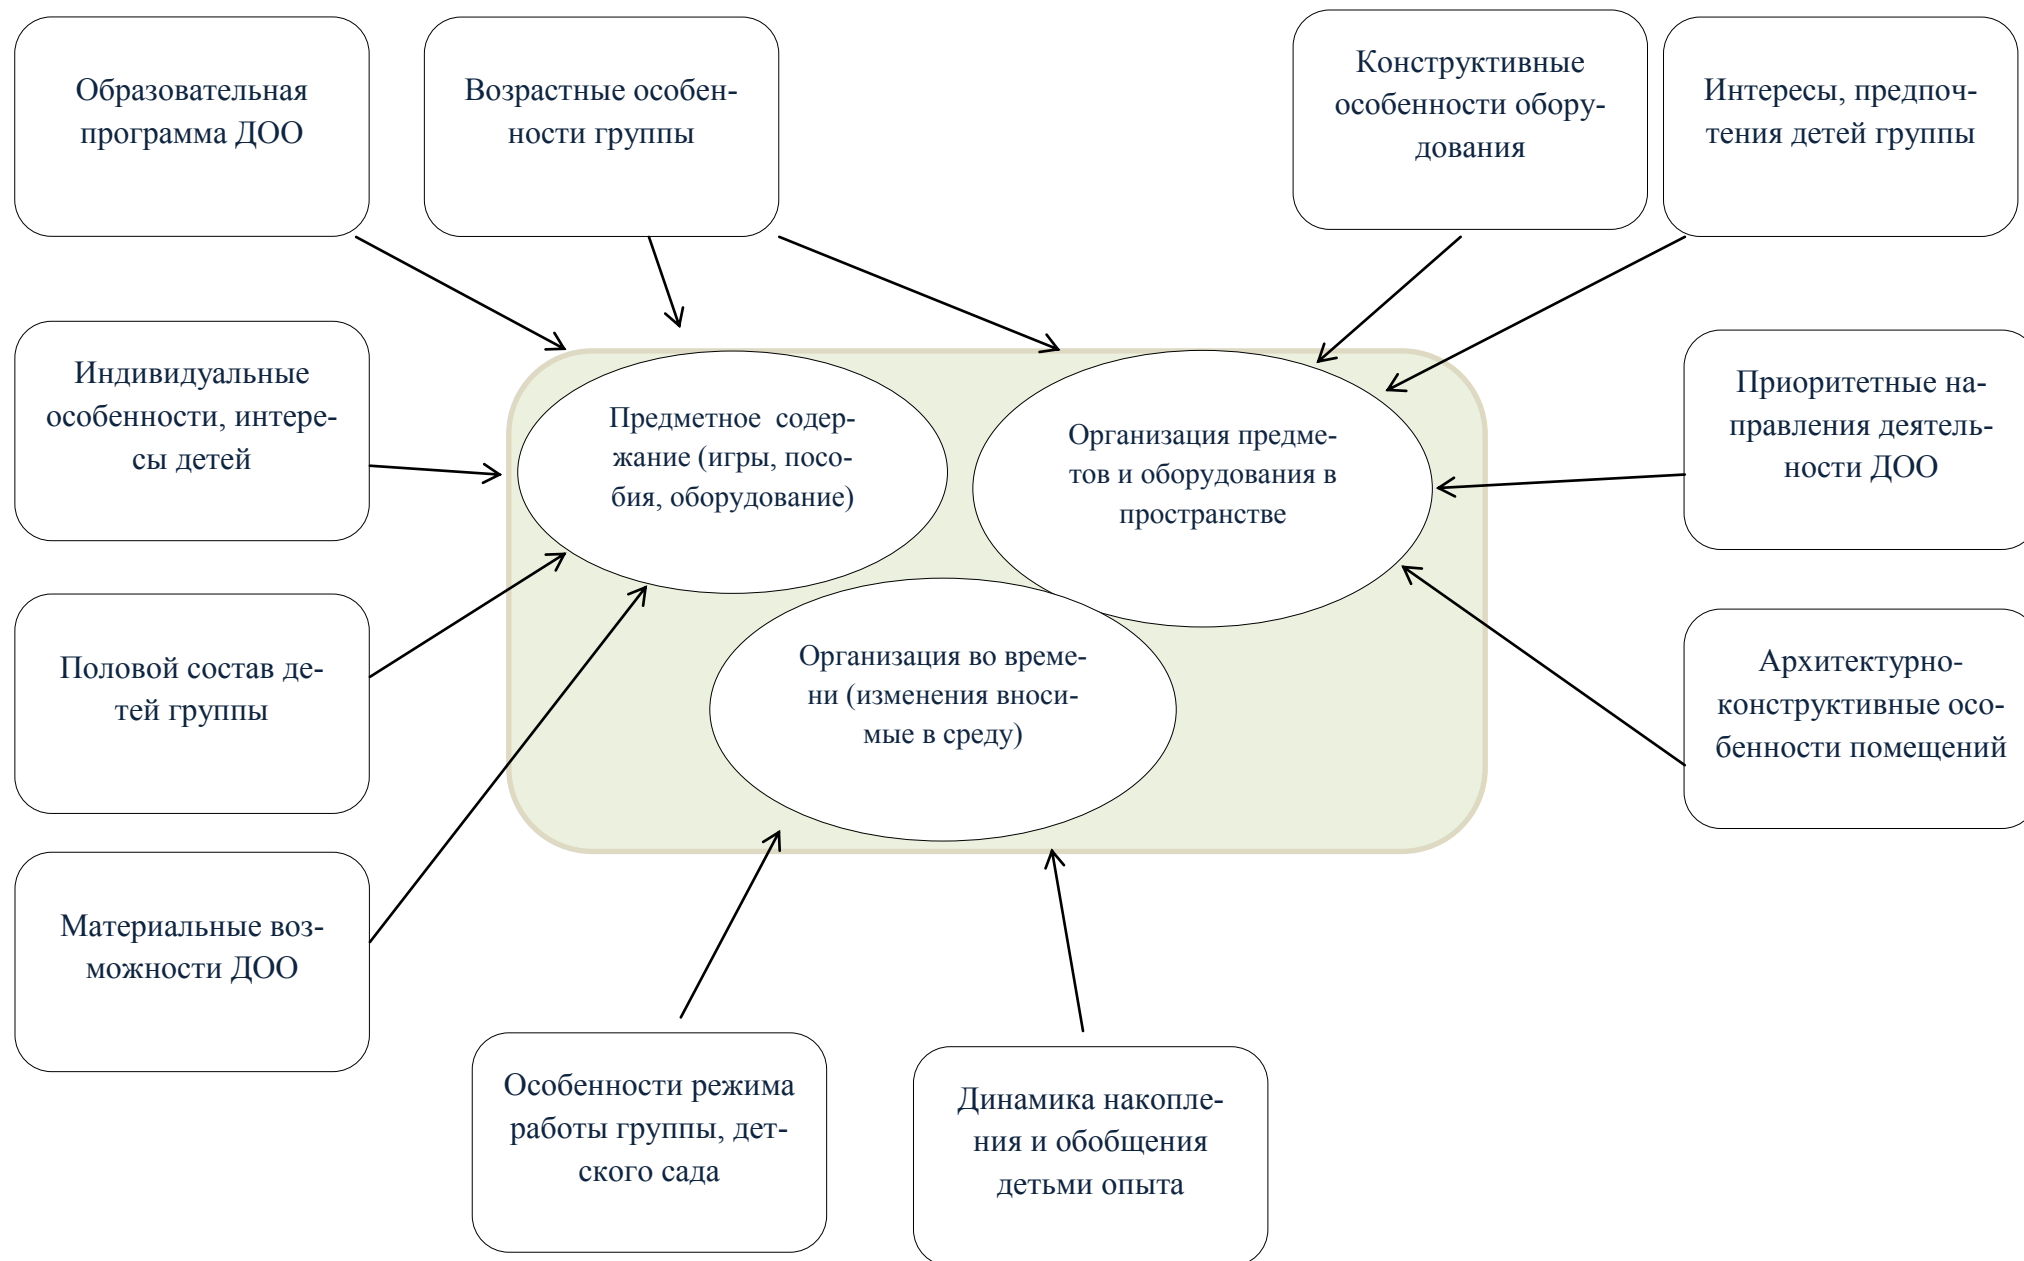 Образовательная
программа ДОО
Возрастные особен-
ности группы
Конструктивные
особенности обору-
дования
Интересы, предпоч-
тения детей группы
Индивидуальные
особенности, интере-
сы детей
Предметное  содер-
жание (игры, посо-
бия, оборудование)
Организация предме-
тов и оборудования в
пространстве
Приоритетные на-
правления деятель-
ности ДОО
Половой состав де-
тей группы
Организация во време-
ни (изменения вноси-
мые в среду)
Архитектурно-
конструктивные осо-
бенности помещений
Материальные воз-
можности ДОО
Особенности режима
работы группы, дет-
ского сада
Динамика накопле-
ния и обобщения
детьми опыта